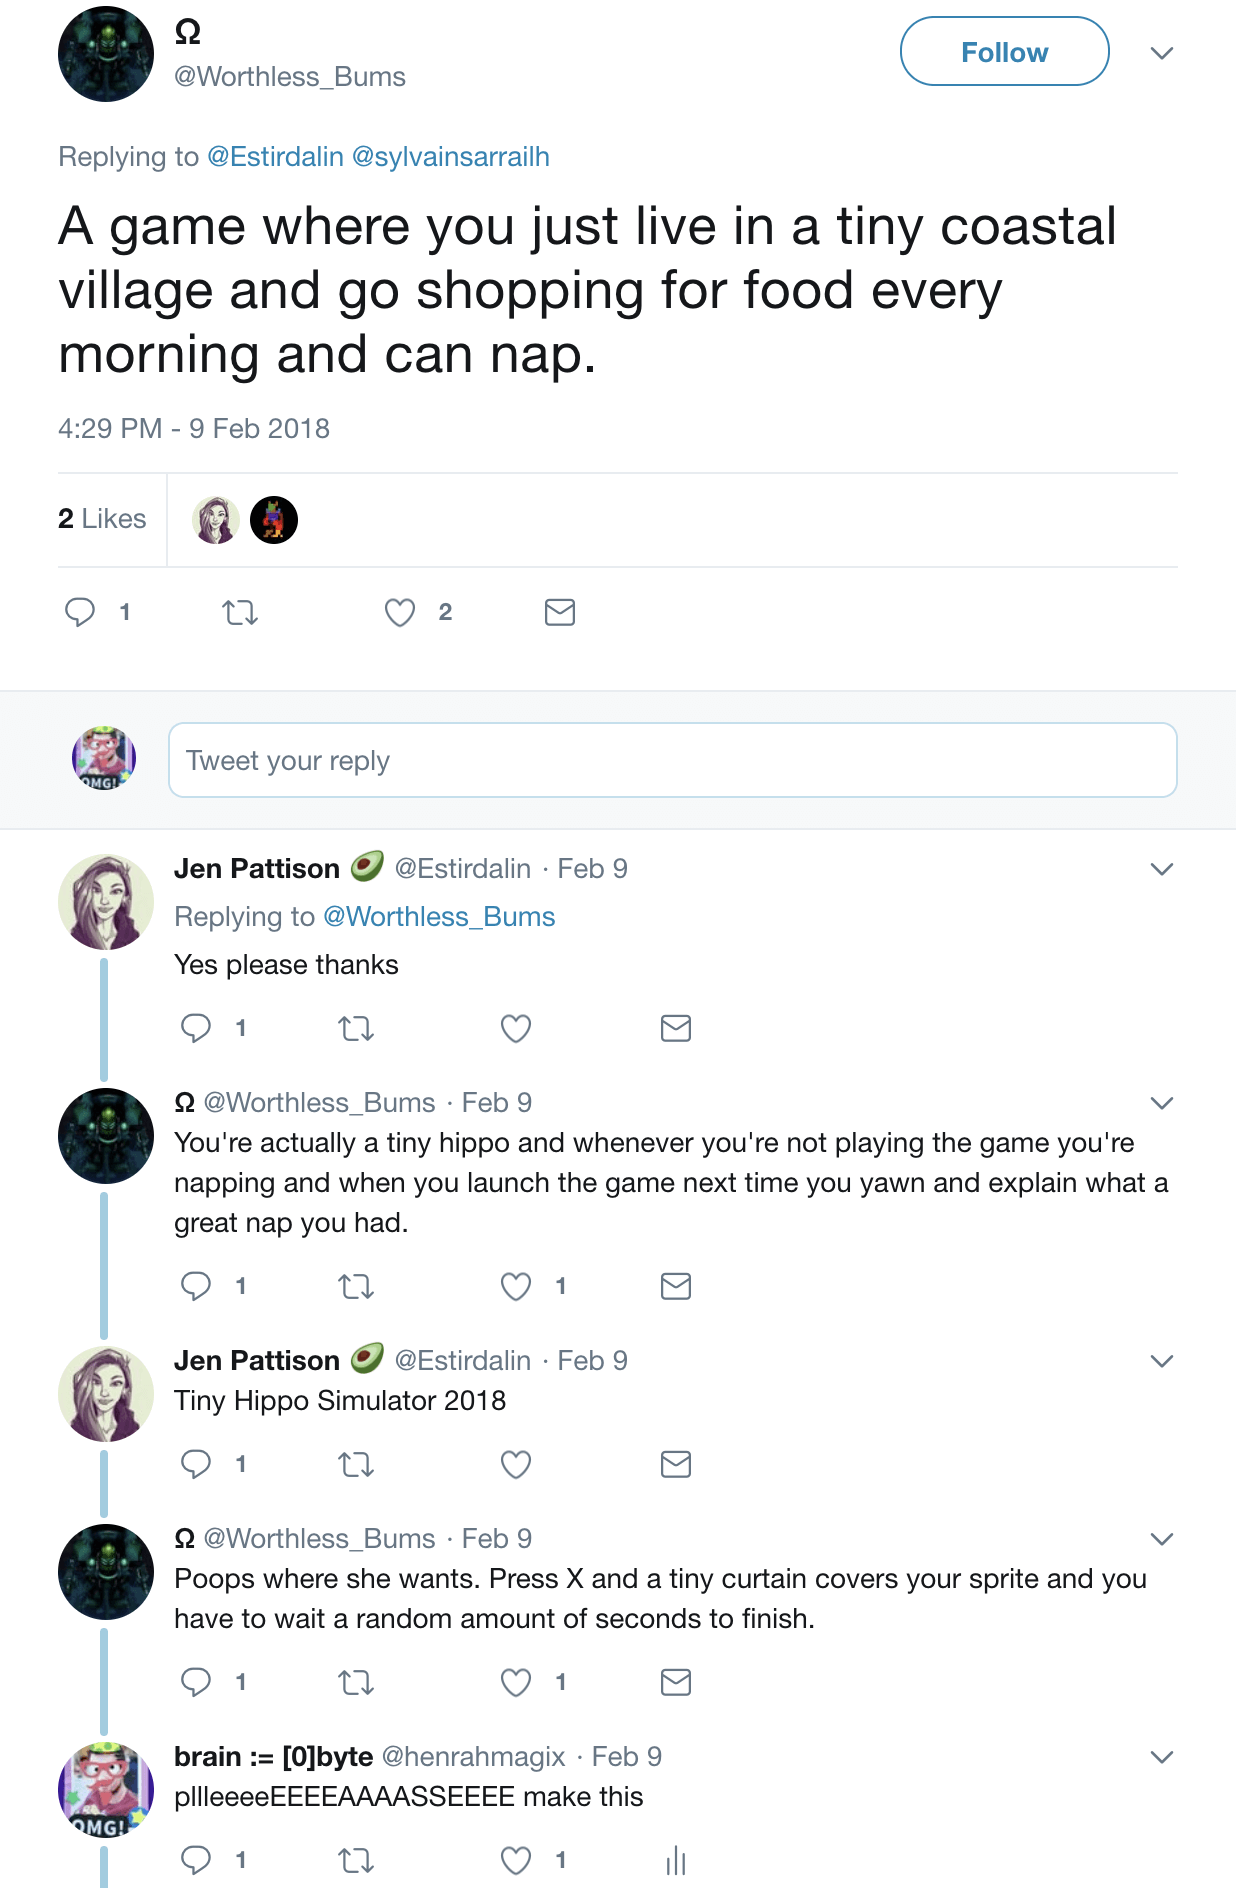 Ω
@Worthless_Bums
Follow
Replying to @Estirdalin @sylvainsarrailh
A game where you just live in a tiny coastal
village and go shopping for food every
morning and can nap.
4:29 PM - 9 Feb 2018
2 Likes
1 2
OMG!
Tweet your reply
Jen Pattison 🥑 @Estirdalin · Feb 9
Replying to @Worthless_Bums
Yes please thanks
1
Ω @Worthless_Bums · Feb 9
You're actually a tiny hippo and whenever you're not playing the game you're
napping and when you launch the game next time you yawn and explain what a
great nap you had.
1 1
Jen Pattison 🥑 @Estirdalin · Feb 9
Tiny Hippo Simulator 2018
1
Ω @Worthless_Bums · Feb 9
Poops where she wants. Press X and a tiny curtain covers your sprite and you
have to wait a random amount of seconds to finish.
1 1
brain := [0]byte @henrahmagix · Feb 9
pllleeeeEEEEAAAASSEEEE make this
OMG!
1 1